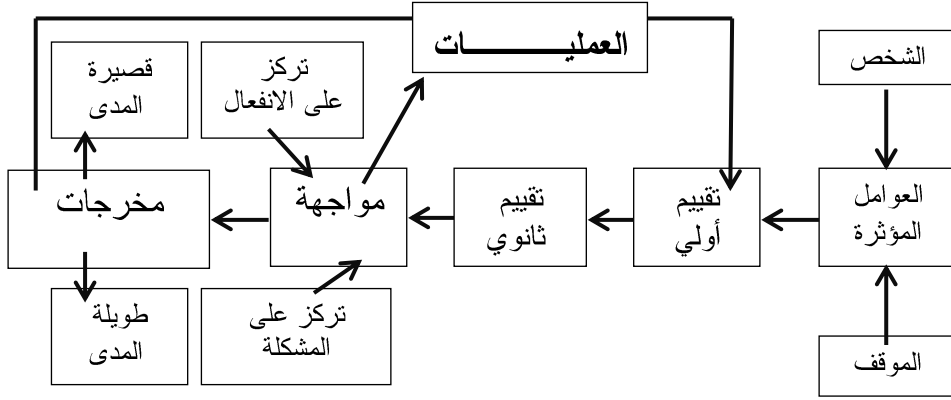 العمليـــــــــات
الشخص
قصيرة
المدى
تركز
على الانفعال
العوامل
المؤثرة
تقييم
أولي
تقييم
ثانوي
مواجهة
مخرجات
طويلة
المدى
تركز على
المشكلة
الموقف